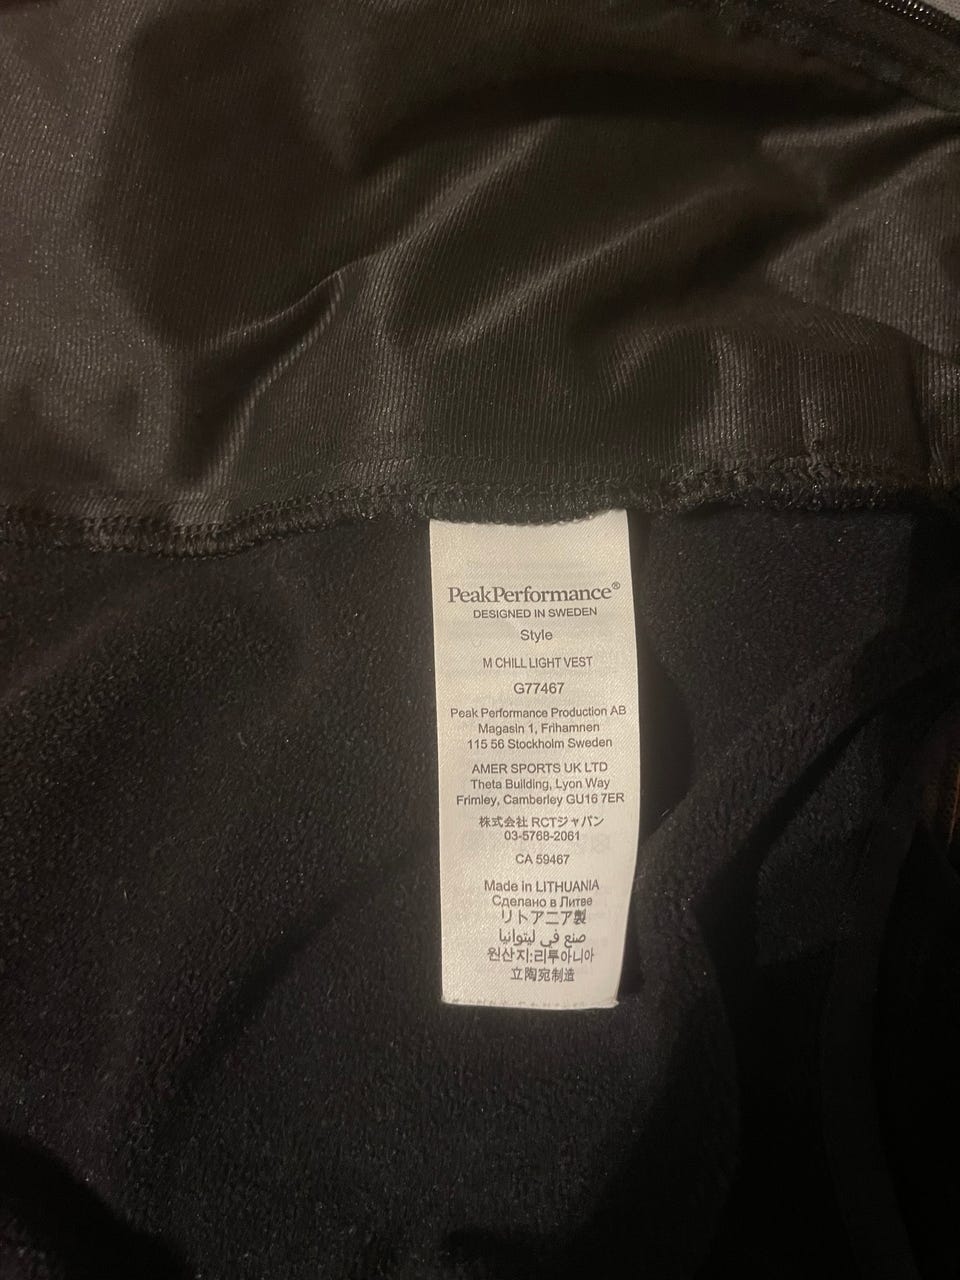 PeakPerformance®
DESIGNED IN SWEDEN
Style
M CHILL LIGHT VEST
G77467
Peak Performance Production AB
Magasin 1, Frihamnen
115 56 Stockholm Sweden
AMER SPORTS UK LTD
Theta Building, Lyon Way
Frimley, Camberley GU16 7ER
株式会社 RCTジャパン
03-5768-2061
CA 59467
Made in LITHUANIA
Сделано в Литве
リトアニア製
صنع في ليتوانيا
원산지:리투아니아
立陶宛制造